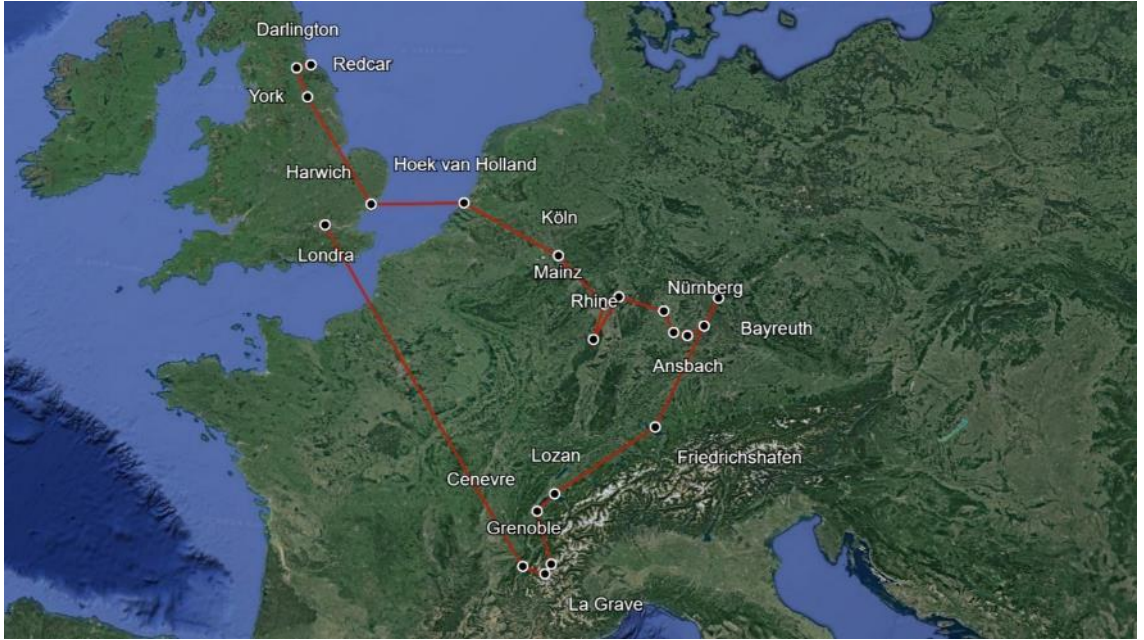 Darlington
Redcar
York
Harwich
Hoek van Holland
Köln
Londra
Mainz
Rhine
Nürnberg
Bayreuth
Ansbach
Lozan
Friedrichshafen
Cenevre
Grenoble
La Grave